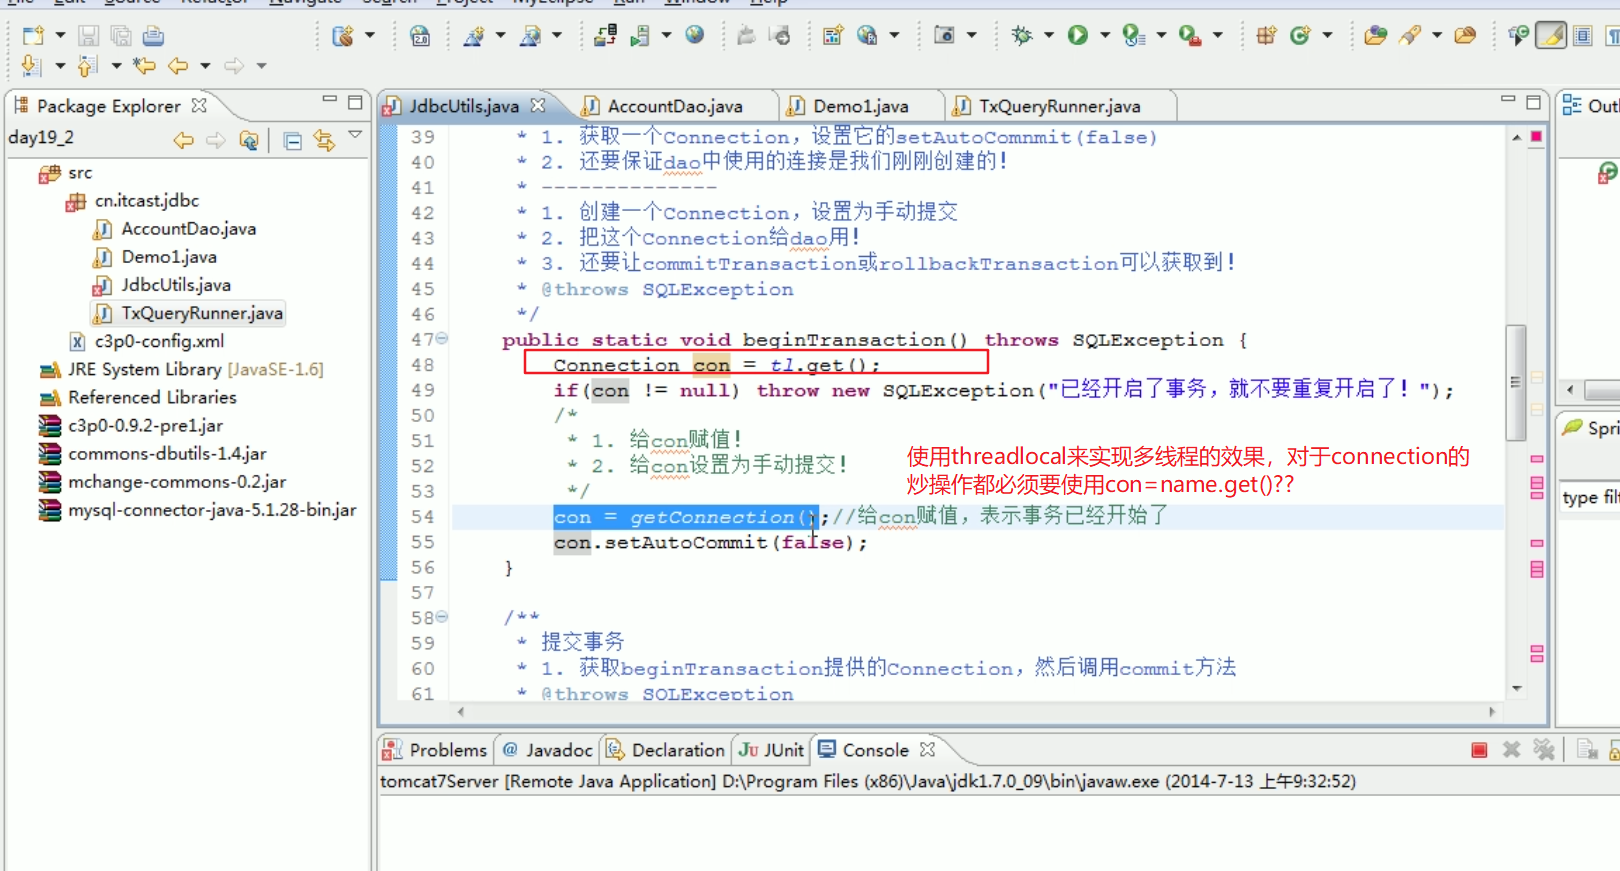 File Edit Source Refactor Navigate Search Project MyEclipse Run Window Help
Package Explorer
day19_2
src
cn.itcast.jdbc
AccountDao.java
Demo1.java
JdbcUtils.java
TxQueryRunner.java
c3p0-config.xml
JRE System Library [JavaSE-1.6]
Referenced Libraries
c3p0-0.9.2-pre1.jar
commons-dbutils-1.4.jar
mchange-commons-0.2.jar
mysql-connector-java-5.1.28-bin.jar
JdbcUtils.java AccountDao.java Demo1.java TxQueryRunner.java
39 * 1. 获取一个Connection，设置它的setAutoComnmit(false)
40 * 2. 还要保证dao中使用的连接是我们刚刚创建的！
41 * --------------
42 * 1. 创建一个Connection，设置为手动提交
43 * 2. 把这个Connection给dao用！
44 * 3. 还要让commitTransaction或rollbackTransaction可以获取到！
45 * @throws SQLException
46 */
47 public static void beginTransaction() throws SQLException {
48 Connection con = tl.get();
49 if(con != null) throw new SQLException("已经开启了事务，就不要重复开启了！");
50 /*
51 * 1. 给con赋值！
52 * 2. 给con设置为手动提交！
53 */
54 con = getConnection();//给con赋值，表示事务已经开始了
55 con.setAutoCommit(false);
56 }
57
58 /**
59 * 提交事务
60 * 1. 获取beginTransaction提供的Connection，然后调用commit方法
61 * @throws SQLException
使用threadlocal来实现多线程的效果，对于connection的
炒操作都必须要使用con=name.get()??
Outl
Spri
type filt
Problems Javadoc Declaration JUnit Console
tomcat7Server [Remote Java Application] D:\Program Files (x86)\Java\jdk1.7.0_09\bin\javaw.exe (2014-7-13 上午9:32:52)